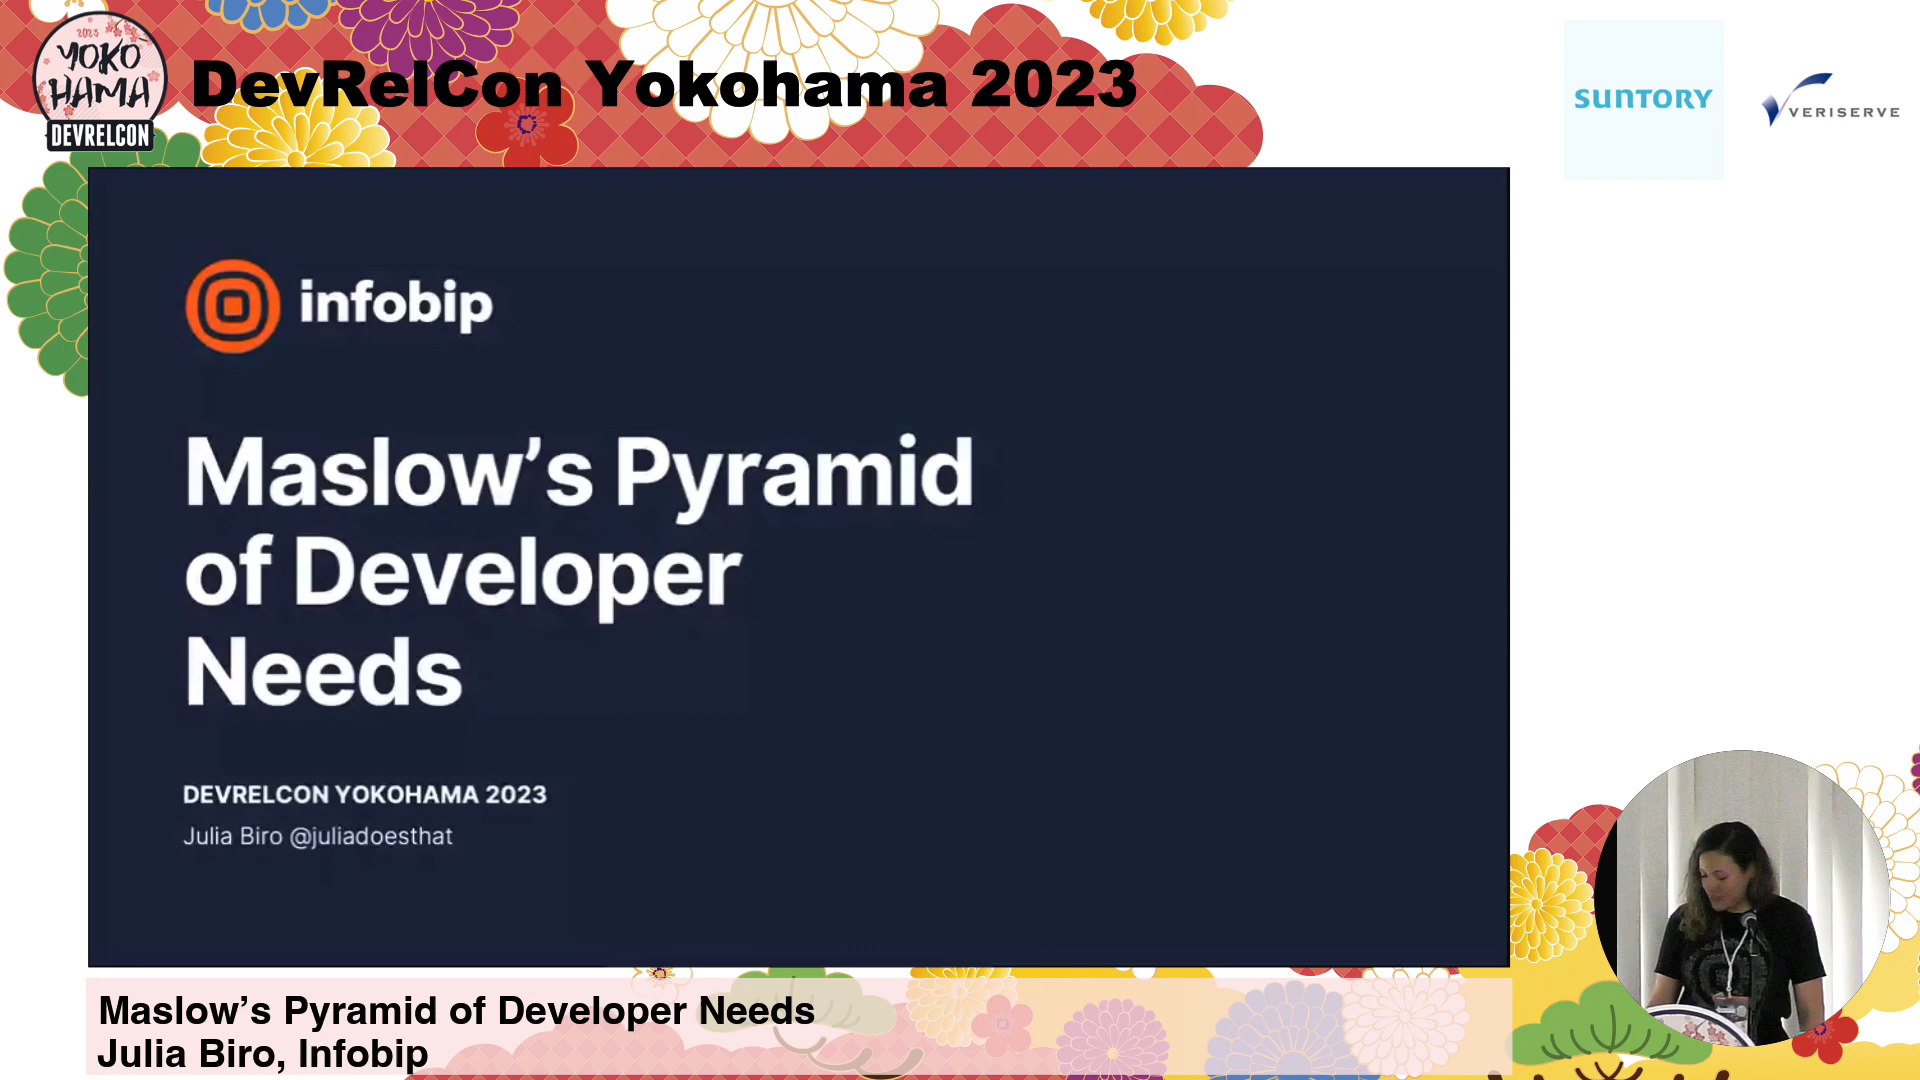 2023
YOKO
HAMA
DEVRELCON
DevRelCon Yokohama 2023
SUNTORY
VERISERVE
infobip
Maslow’s Pyramid
of Developer
Needs
DEVRELCON YOKOHAMA 2023
Julia Biro @juliadoesthat
Maslow’s Pyramid of Developer Needs
Julia Biro, Infobip